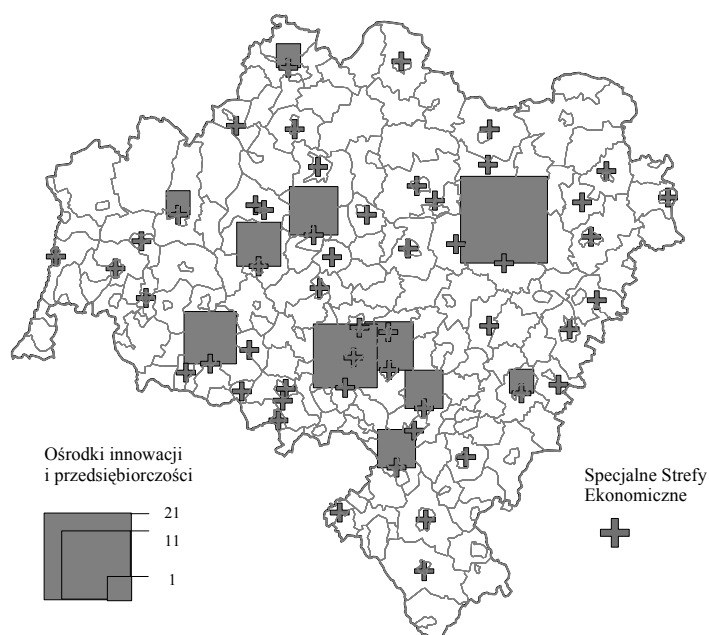 Ośrodki innowacji
i przedsiębiorczości
21
11
1
Specjalne Strefy
Ekonomiczne